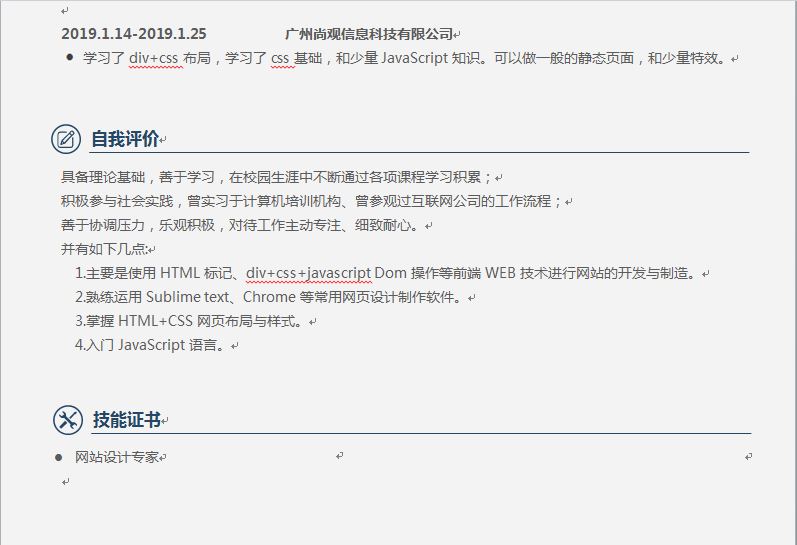 2019.1.14-2019.1.25 广州尚观信息科技有限公司
● 学习了 div+css 布局，学习了 css 基础，和少量 JavaScript 知识。可以做一般的静态页面，和少量特效。
自我评价
具备理论基础，善于学习，在校园生涯中不断通过各项课程学习积累；
积极参与社会实践，曾实习于计算机培训机构、曾参观过互联网公司的工作流程；
善于协调压力，乐观积极，对待工作主动专注、细致耐心。
并有如下几点:
1.主要是使用 HTML 标记、div+css+javascript Dom 操作等前端 WEB 技术进行网站的开发与制造。
2.熟练运用 Sublime text、Chrome 等常用网页设计制作软件。
3.掌握 HTML+CSS 网页布局与样式。
4.入门 JavaScript 语言。
技能证书
● 网站设计专家